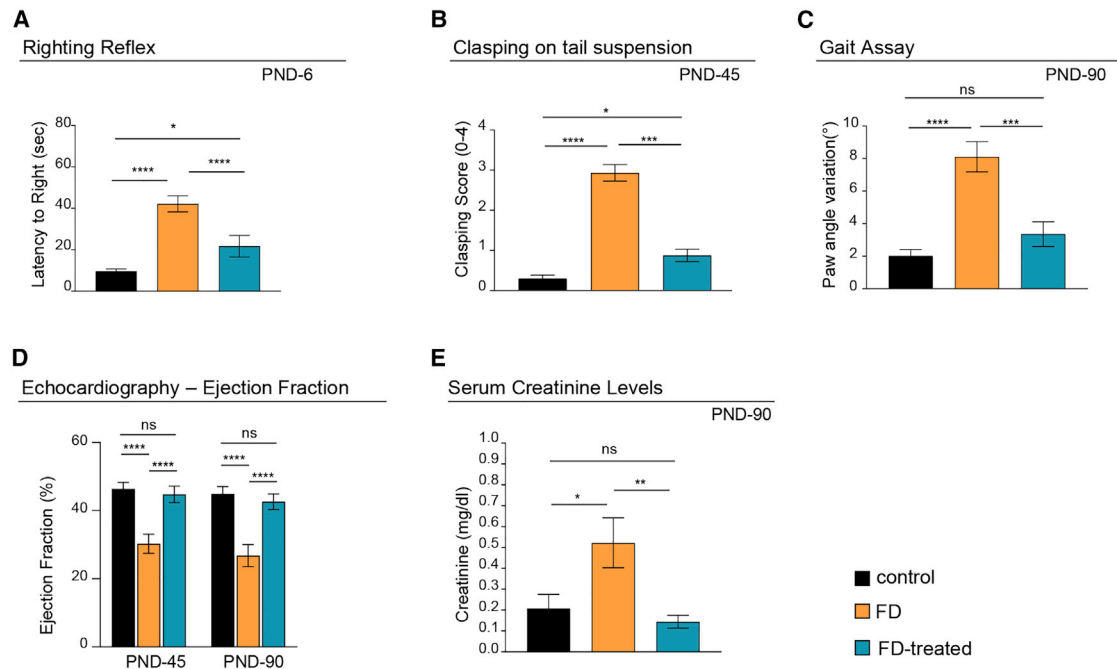 A
Righting Reflex
PND-6
Latency to Right (sec)
80
60
40
20
0
*
****
****
B
Clasping on tail suspension
PND-45
Clasping Score (0-4)
4
3
2
1
0
*
****
***
C
Gait Assay
PND-90
Paw angle variation(°)
10
8
6
4
2
0
ns
****
***
D
Echocardiography – Ejection Fraction
Ejection Fraction (%)
60
40
20
0
ns
****
****
ns
****
****
PND-45
PND-90
E
Serum Creatinine Levels
PND-90
Creatinine (mg/dl)
1.0
0.9
0.8
0.7
0.6
0.5
0.4
0.3
0.2
0.1
0.0
ns
*
**
control
FD
FD-treated